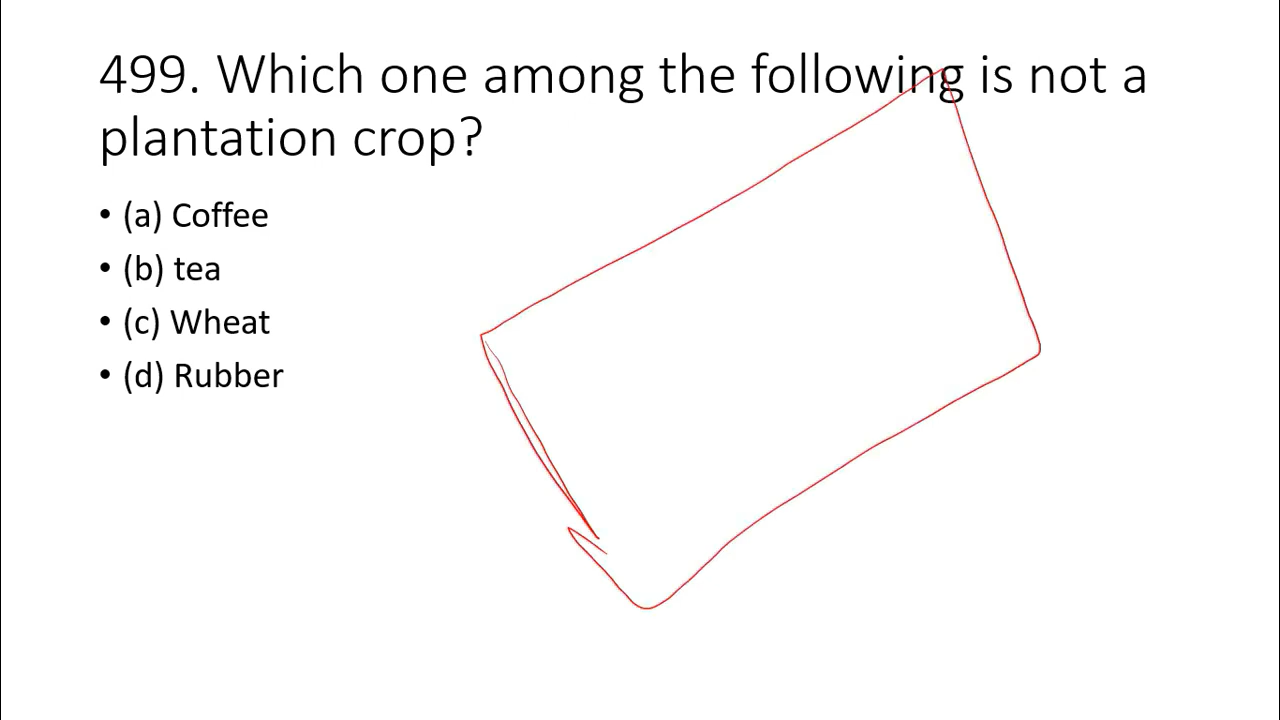 499. Which one among the following is not a
plantation crop?
• (a) Coffee
• (b) tea
• (c) Wheat
• (d) Rubber